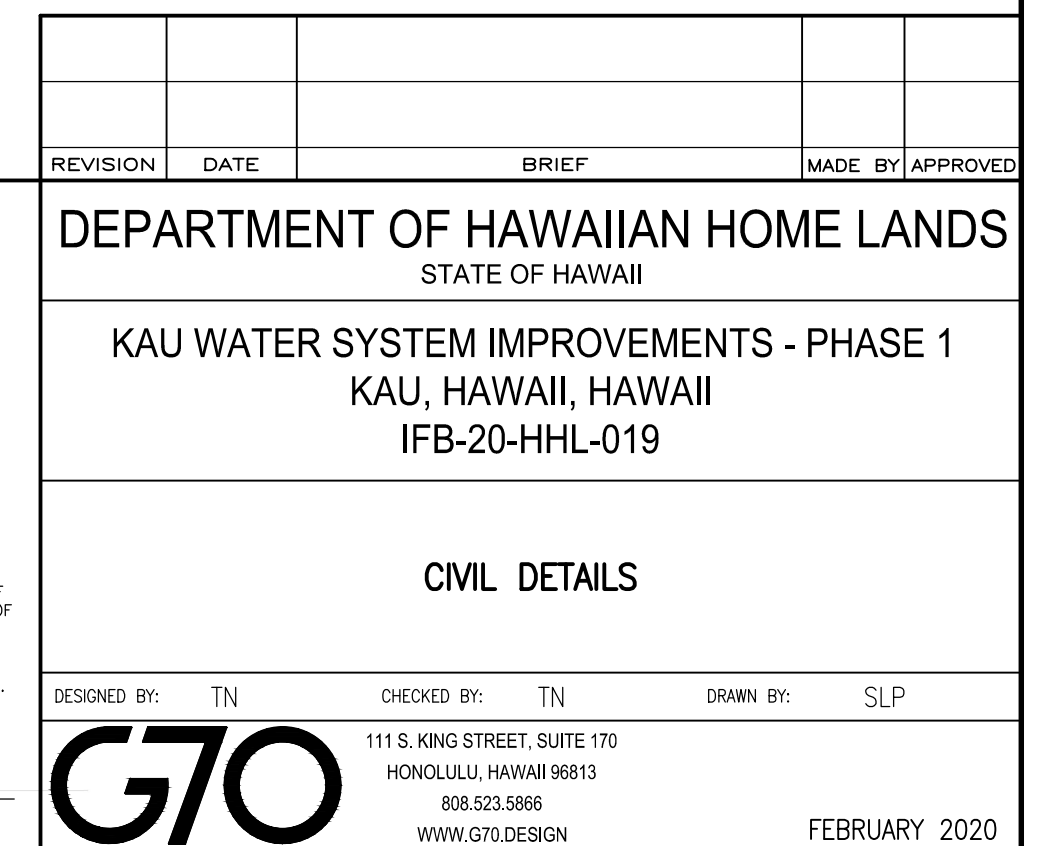 REVISION DATE BRIEF MADE BY APPROVED
DEPARTMENT OF HAWAIIAN HOME LANDS
STATE OF HAWAII
KAU WATER SYSTEM IMPROVEMENTS - PHASE 1
KAU, HAWAII, HAWAII
IFB-20-HHL-019
CIVIL DETAILS
OF
DESIGNED BY: TN CHECKED BY: TN DRAWN BY: SLP
G70
111 S. KING STREET, SUITE 170
HONOLULU, HAWAII 96813
808.523.5866
WWW.G70.DESIGN
FEBRUARY 2020